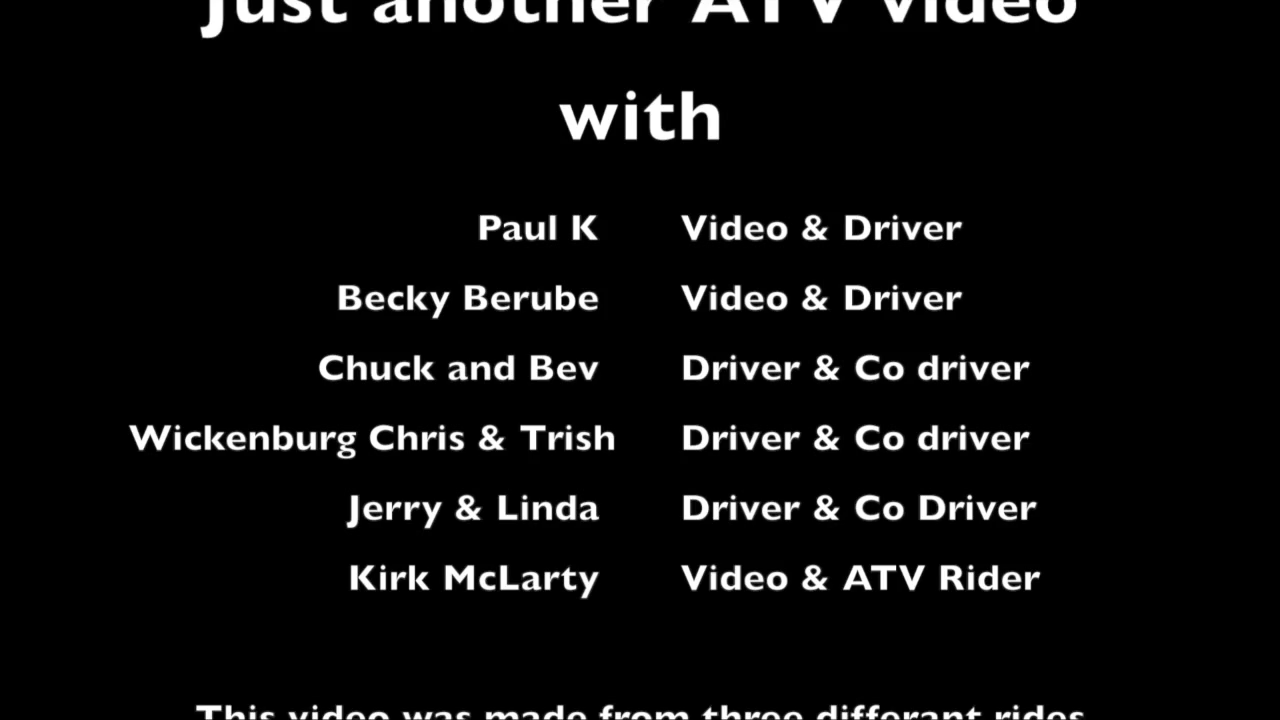 Just another ATV video
with
Paul K Video & Driver
Becky Berube Video & Driver
Chuck and Bev Driver & Co driver
Wickenburg Chris & Trish Driver & Co driver
Jerry & Linda Driver & Co Driver
Kirk McLarty Video & ATV Rider
This video was made from three differant rides